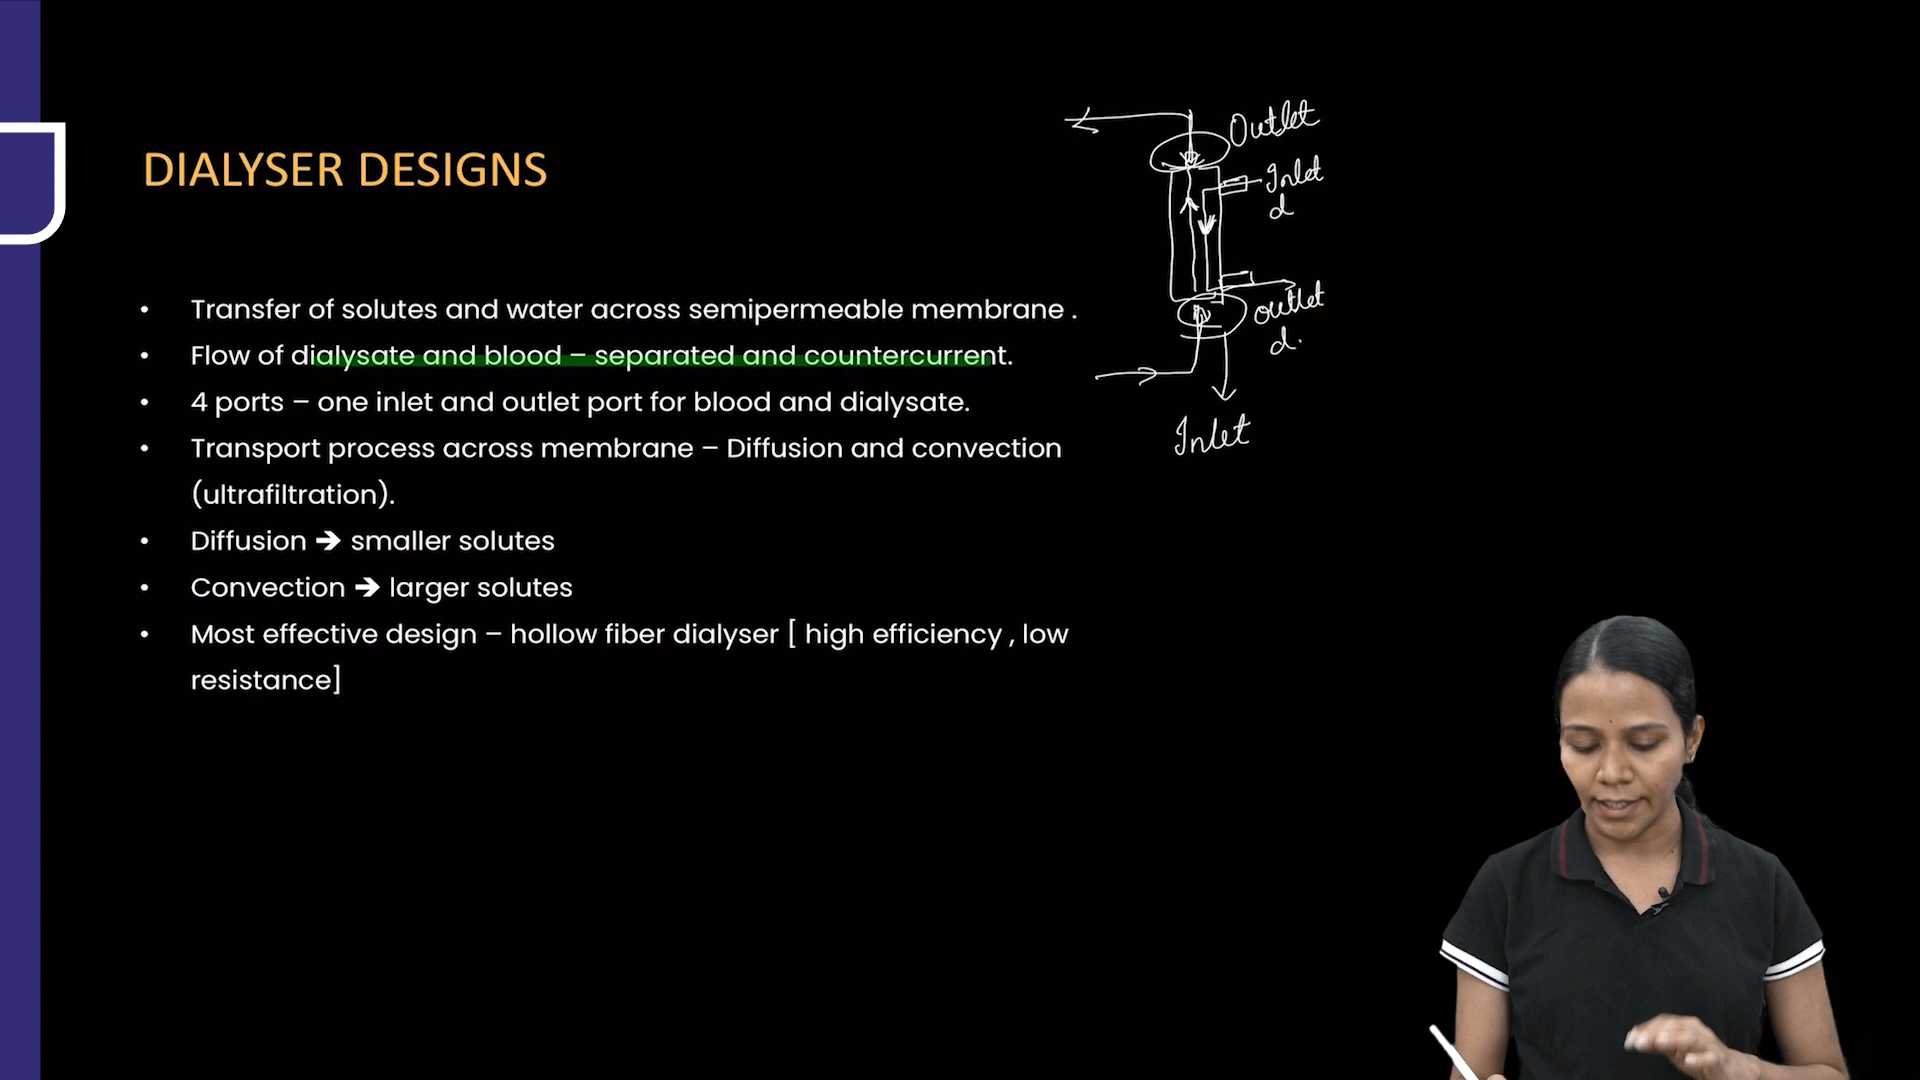 DIALYSER DESIGNS
• Transfer of solutes and water across semipermeable membrane .
• Flow of dialysate and blood – separated and countercurrent.
• 4 ports – one inlet and outlet port for blood and dialysate.
• Transport process across membrane – Diffusion and convection
(ultrafiltration).
• Diffusion ➔ smaller solutes
• Convection ➔ larger solutes
• Most effective design – hollow fiber dialyser [ high efficiency , low
resistance]
Outlet
Inlet
d
outlet
d.
Inlet